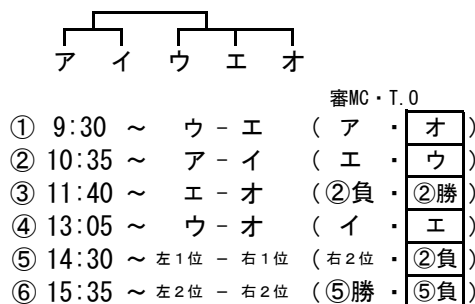 ア イ ウ エ オ
審MC・T.O
① 9:30 ~ ウ - エ ( ア ・ オ )
② 10:35 ~ ア - イ ( エ ・ ウ )
③ 11:40 ~ エ - オ ( ②負 ・ ②勝 )
④ 13:05 ~ ウ - オ ( イ ・ エ )
⑤ 14:30 ~ 左1位 - 右1位 ( 右2位 ・ ②負 )
⑥ 15:35 ~ 左2位 - 右2位 ( ⑤勝 ・ ⑤負 )